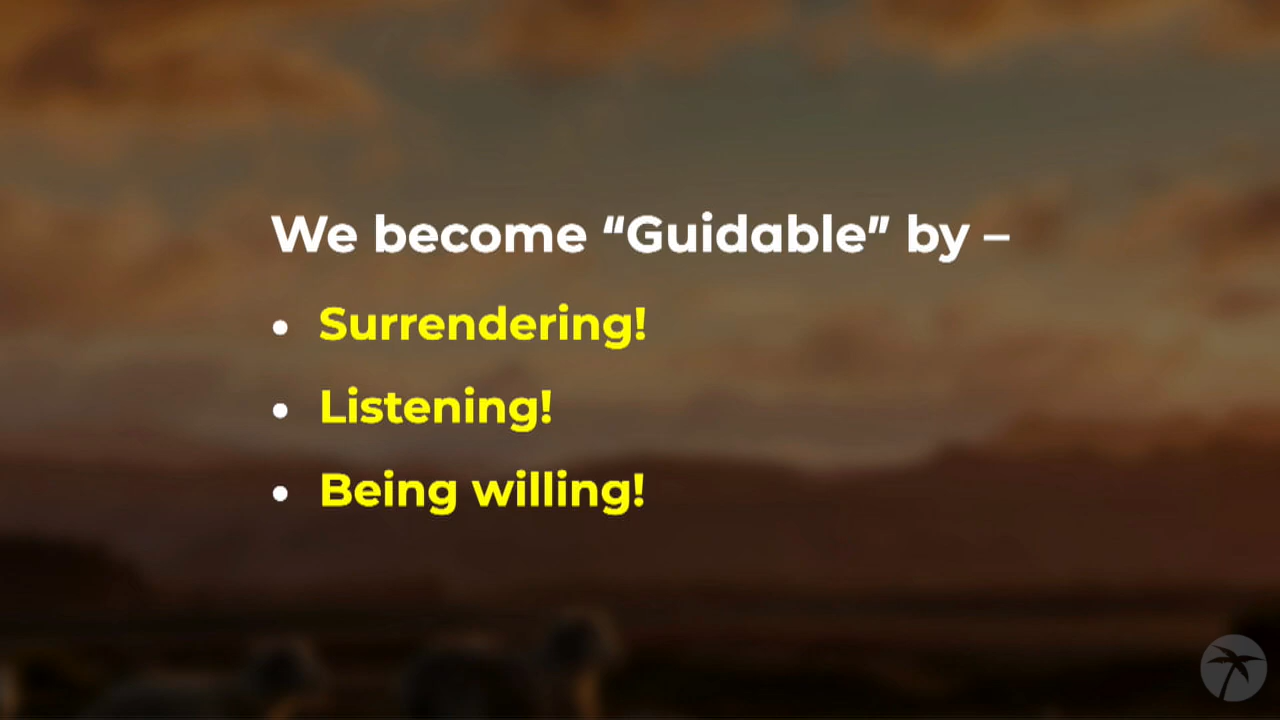 We become “Guidable” by –
• Surrendering!
• Listening!
• Being willing!